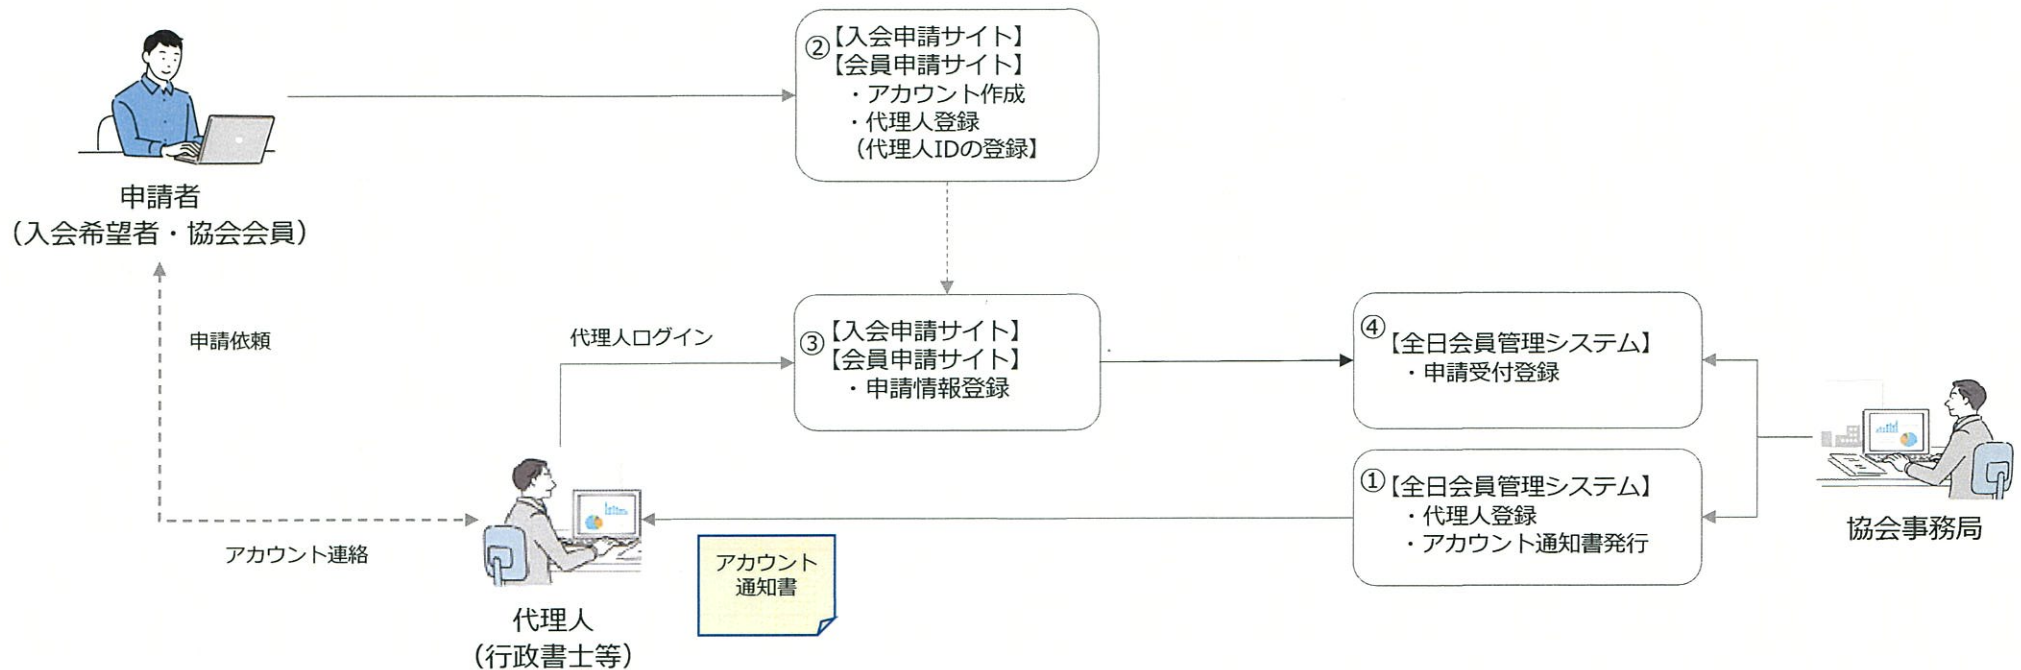 ②【入会申請サイト】
【会員申請サイト】
・アカウント作成
・代理人登録
（代理人IDの登録】
申請者
（入会希望者・協会会員）
申請依頼
代理人ログイン
③【入会申請サイト】
【会員申請サイト】
・申請情報登録
④【全日会員管理システム】
・申請受付登録
①【全日会員管理システム】
・代理人登録
・アカウント通知書発行
協会事務局
アカウント連絡
アカウント
通知書
代理人
（行政書士等）